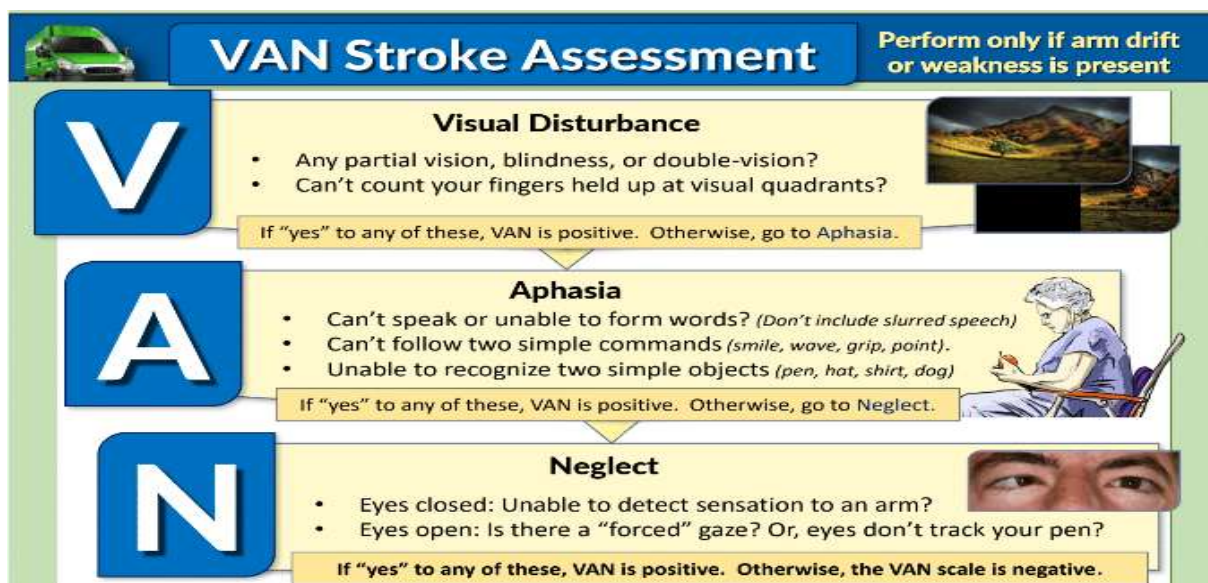 VAN Stroke Assessment
Perform only if arm drift
or weakness is present
V
Visual Disturbance
• Any partial vision, blindness, or double-vision?
• Can't count your fingers held up at visual quadrants?
If "yes" to any of these, VAN is positive. Otherwise, go to Aphasia.
A
Aphasia
• Can't speak or unable to form words? (Don't include slurred speech)
• Can't follow two simple commands (smile, wave, grip, point).
• Unable to recognize two simple objects (pen, hat, shirt, dog)
If "yes" to any of these, VAN is positive. Otherwise, go to Neglect.
N
Neglect
• Eyes closed: Unable to detect sensation to an arm?
• Eyes open: Is there a "forced" gaze? Or, eyes don't track your pen?
If "yes" to any of these, VAN is positive. Otherwise, the VAN scale is negative.